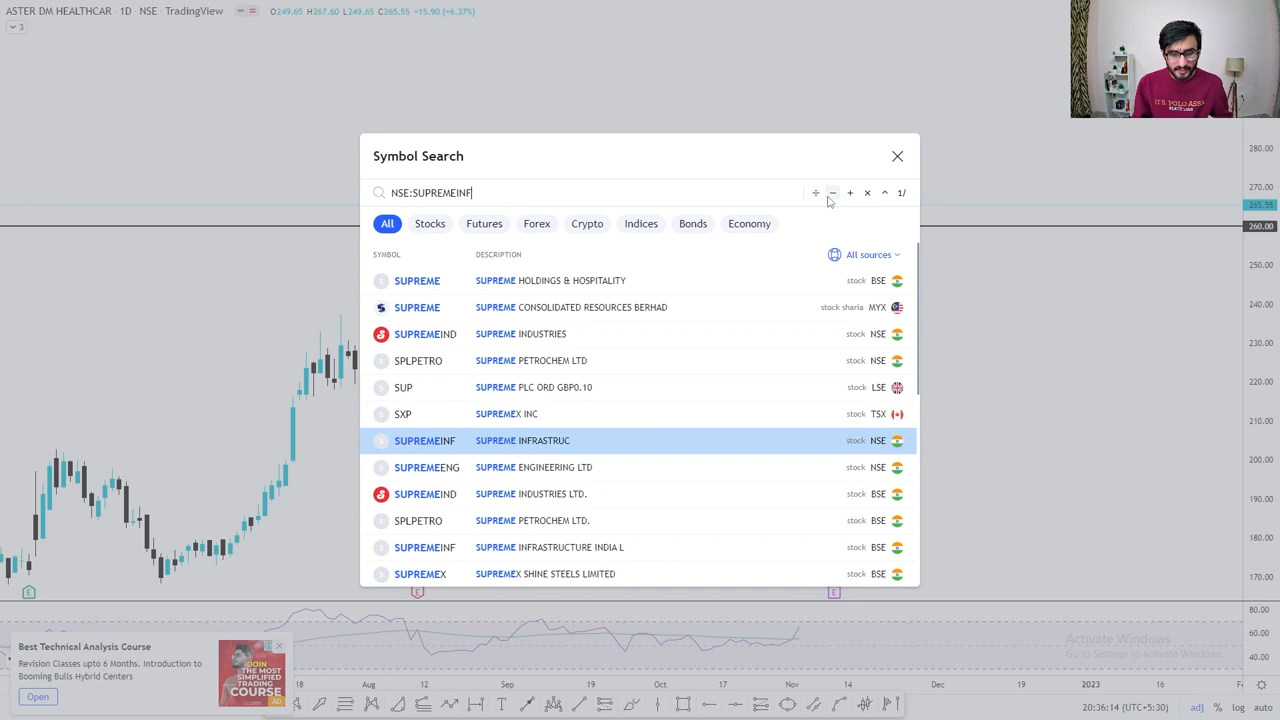 ASTER DM HEALTHCAR · 1D · NSE · TradingView O249.65 H267.60 L249.65 C265.55 +15.90 (+6.37%)
3
Symbol Search
NSE:SUPREMEINF ÷ − + × ^ 1/
All Stocks Futures Forex Crypto Indices Bonds Economy
SYMBOL DESCRIPTION All sources
SUPREME SUPREME HOLDINGS & HOSPITALITY stock BSE
SUPREME SUPREME CONSOLIDATED RESOURCES BERHAD stock sharia MYX
SUPREMEIND SUPREME INDUSTRIES stock NSE
SPLPETRO SUPREME PETROCHEM LTD stock NSE
SUP SUPREME PLC ORD GBP0.10 stock LSE
SXP SUPREMEX INC stock TSX
SUPREMEINF SUPREME INFRASTRUC stock NSE
SUPREMEENG SUPREME ENGINEERING LTD stock NSE
SUPREMEIND SUPREME INDUSTRIES LTD. stock BSE
SPLPETRO SUPREME PETROCHEM LTD. stock BSE
SUPREMEINF SUPREME INFRASTRUCTURE INDIA L stock BSE
SUPREMEX SUPREMEX SHINE STEELS LIMITED stock BSE
280.00
270.00
265.55
260.00
250.00
240.00
230.00
220.00
210.00
200.00
190.00
180.00
170.00
80.00
60.00
40.00
E E E
Best Technical Analysis Course
Revision Classes upto 6 Months. Introduction to
Booming Bulls Hybrid Centers
Open
JOIN
THE MOST
SIMPLIFIED
TRADING
COURSE
AD
Activate Windows
Go to Settings to activate Windows.
18 Aug 12 Sep 19 Oct 17 Nov 14 Dec 19 2023 16
20:36:14 (UTC+5:30) adj % log auto
U.S. POLO ASSN